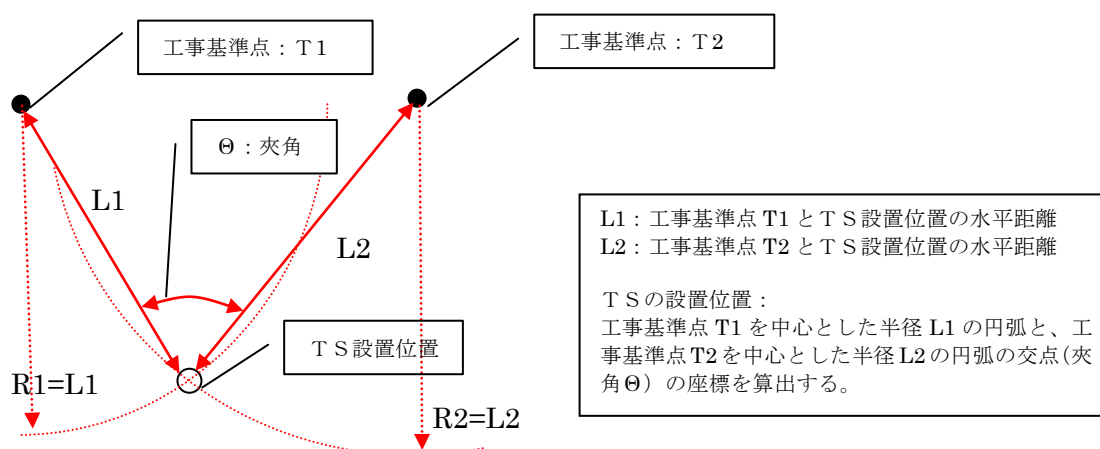 工事基準点：Ｔ1
工事基準点：Ｔ２
Θ：夾角
L1
L2
ＴＳ設置位置
R1=L1
R2=L2
L1：工事基準点 T1 とＴＳ設置位置の水平距離
L2：工事基準点 T2 とＴＳ設置位置の水平距離
ＴＳの設置位置：
工事基準点 T1 を中心とした半径 L1 の円弧と、工
事基準点 T2 を中心とした半径 L2 の円弧の交点(夾
角Θ）の座標を算出する。